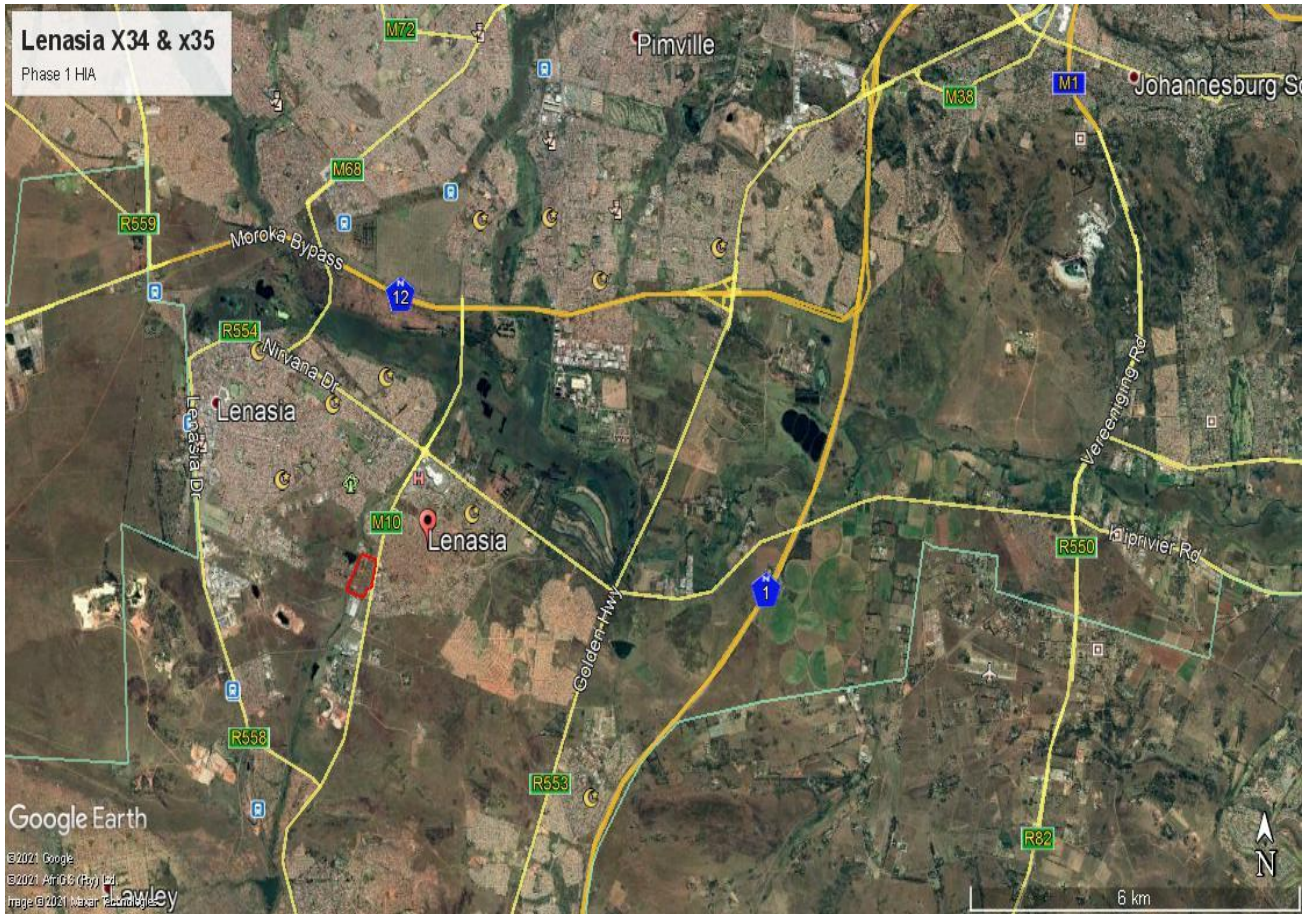 Lenasia X34 & x35
Phase 1 HIA
M72
Pimville
M1
Johannesburg So
M38
M68
R559
Moroka Bypass
N
12
R554
Nirvana Dr
Lenasia
Lenasia Dr
Vereeniging Rd
H
M10
Lenasia
R550
Kliprivier Rd
N
1
Golden Hwy
R558
R553
R82
Google Earth
©2021 Google
©2021 AfriGIS (Pty) Ltd.
Image ©2021 Maxar Technologies
Lawley
N
6 km